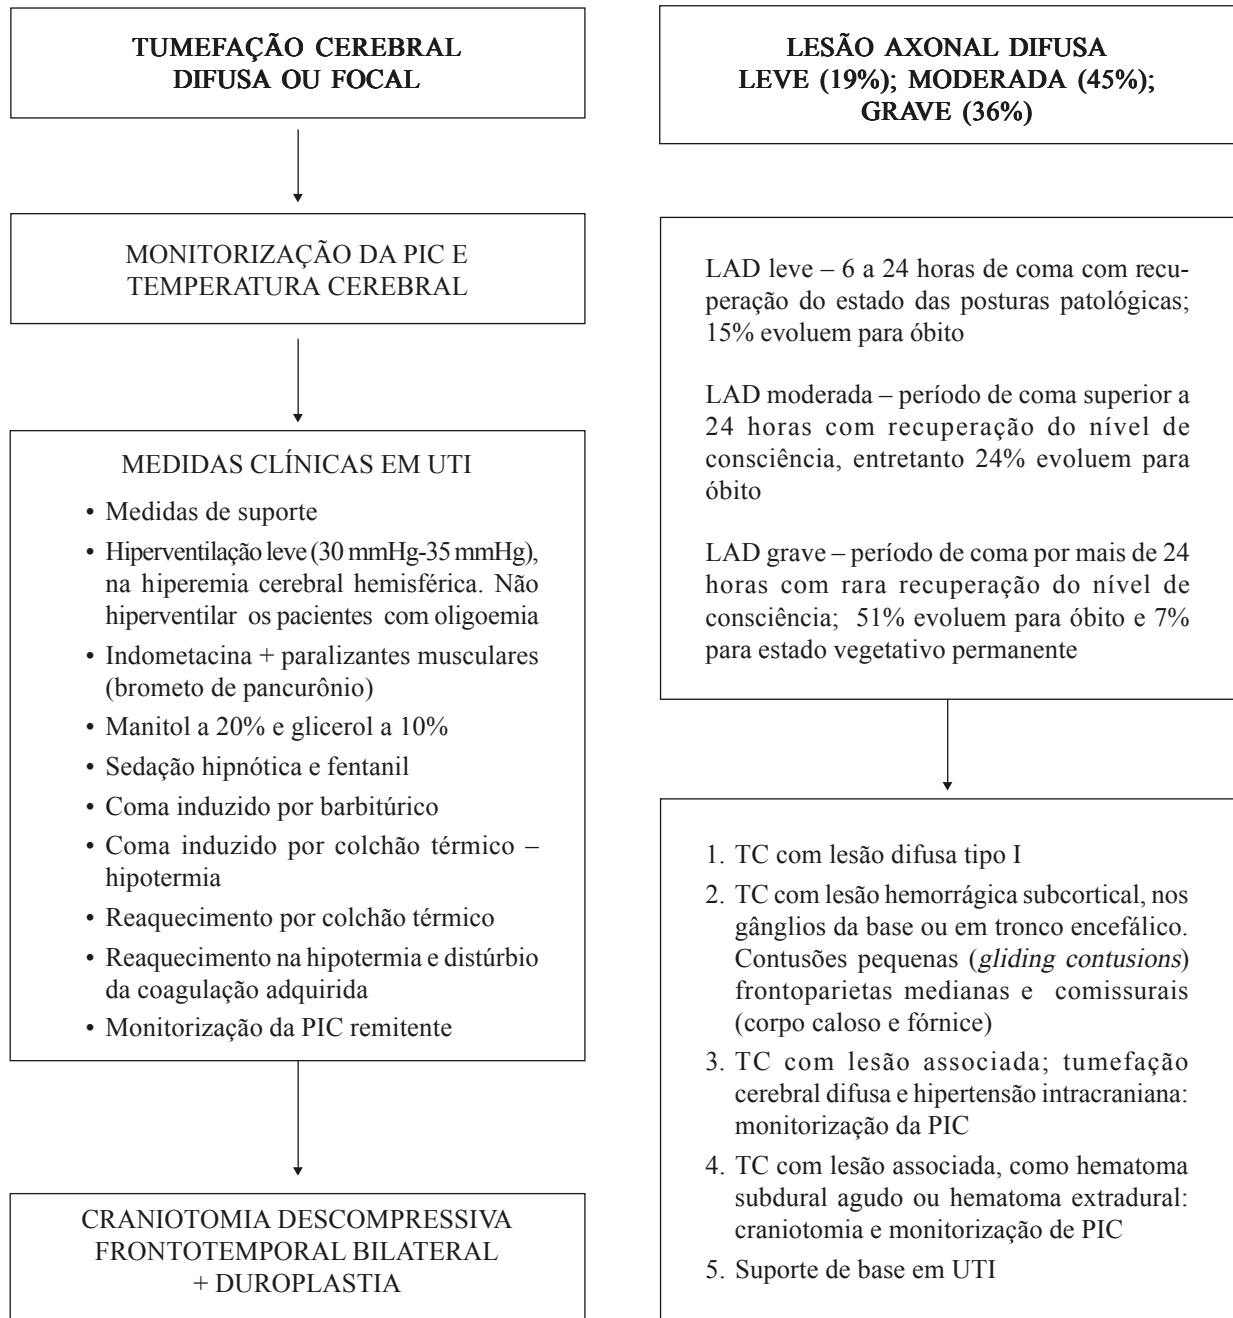 TUMEFAÇÃO CEREBRAL
DIFUSA OU FOCAL
MONITORIZAÇÃO DA PIC E
TEMPERATURA CEREBRAL
MEDIDAS CLÍNICAS EM UTI
• Medidas de suporte
• Hiperventilação leve (30 mmHg-35 mmHg),
na hiperemia cerebral hemisférica. Não
hiperventilar os pacientes com oligoemia
• Indometacina + paralizantes musculares
(brometo de pancurônio)
• Manitol a 20% e glicerol a 10%
• Sedação hipnótica e fentanil
• Coma induzido por barbitúrico
• Coma induzido por colchão térmico –
hipotermia
• Reaquecimento por colchão térmico
• Reaquecimento na hipotermia e distúrbio
da coagulação adquirida
• Monitorização da PIC remitente
CRANIOTOMIA DESCOMPRESSIVA
FRONTOTEMPORAL BILATERAL
+ DUROPLASTIA
LESÃO AXONAL DIFUSA
LEVE (19%); MODERADA (45%);
GRAVE (36%)
LAD leve – 6 a 24 horas de coma com recu-
peração do estado das posturas patológicas;
15% evoluem para óbito
LAD moderada – período de coma superior a
24 horas com recuperação do nível de
consciência, entretanto 24% evoluem para
óbito
LAD grave – período de coma por mais de 24
horas com rara recuperação do nível de
consciência; 51% evoluem para óbito e 7%
para estado vegetativo permanente
1. TC com lesão difusa tipo I
2. TC com lesão hemorrágica subcortical, nos
gânglios da base ou em tronco encefálico.
Contusões pequenas (gliding contusions)
frontoparietas medianas e comissurais
(corpo caloso e fórnice)
3. TC com lesão associada; tumefação
cerebral difusa e hipertensão intracraniana:
monitorização da PIC
4. TC com lesão associada, como hematoma
subdural agudo ou hematoma extradural:
craniotomia e monitorização de PIC
5. Suporte de base em UTI